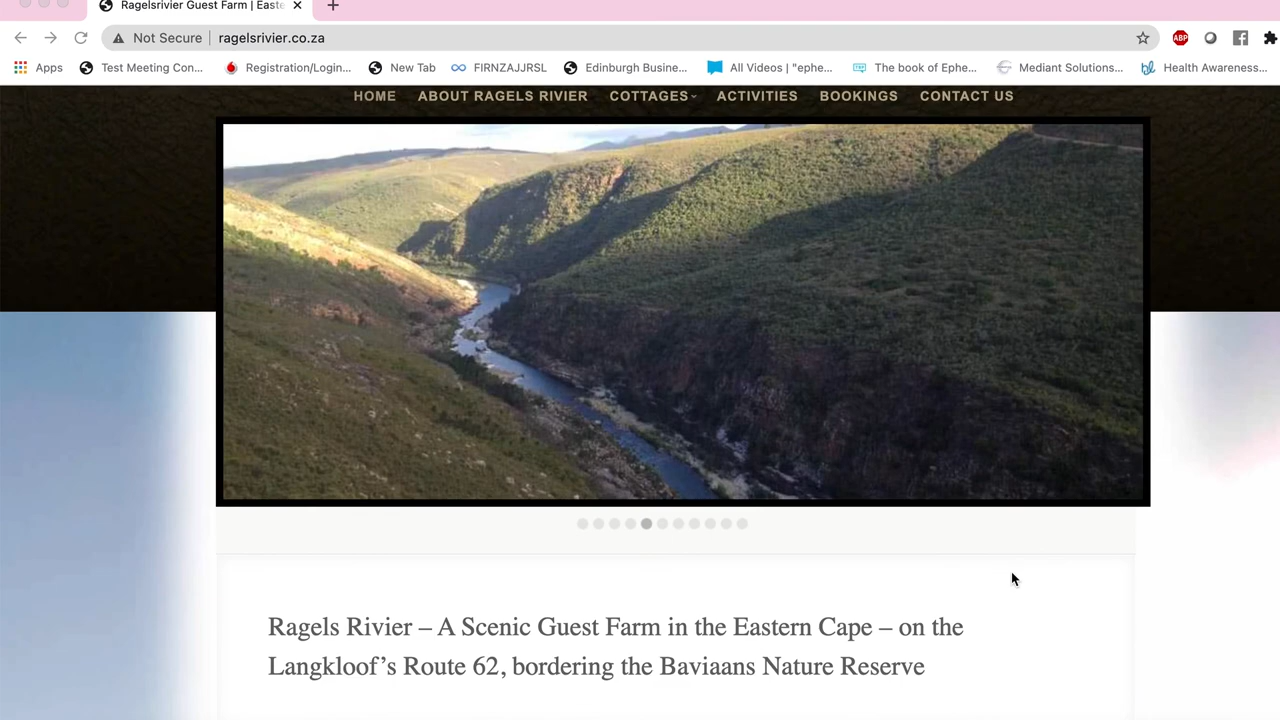 Ragelsrivier Guest Farm | Easte
Not Secure | ragelsrivier.co.za
Apps Test Meeting Con... Registration/Login... New Tab FIRNZAJJRSL Edinburgh Busine... All Videos | "ephe... The book of Ephe... Mediant Solutions... Health Awareness...
HOME ABOUT RAGELS RIVIER COTTAGES ACTIVITIES BOOKINGS CONTACT US
Ragels Rivier – A Scenic Guest Farm in the Eastern Cape – on the
Langkloof’s Route 62, bordering the Baviaans Nature Reserve